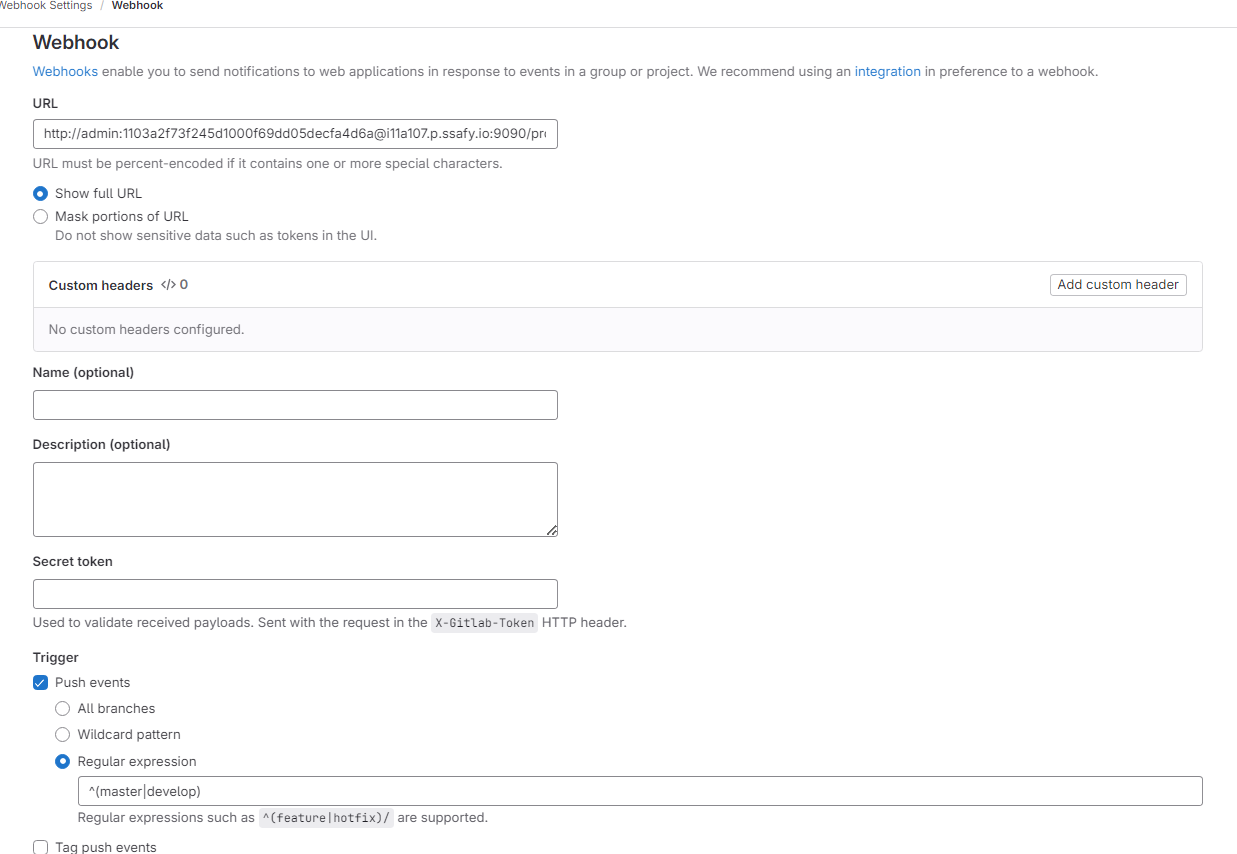 Webhook Settings / Webhook
Webhook
Webhooks enable you to send notifications to web applications in response to events in a group or project. We recommend using an integration in preference to a webhook.
URL
http://admin:1103a2f73f245d1000f69dd05decfa4d6a@i11a107.p.ssafy.io:9090/pro
URL must be percent-encoded if it contains one or more special characters.
Show full URL
Mask portions of URL
Do not show sensitive data such as tokens in the UI.
Custom headers </> 0
Add custom header
No custom headers configured.
Name (optional)
Description (optional)
Secret token
Used to validate received payloads. Sent with the request in the X-Gitlab-Token HTTP header.
Trigger
Push events
All branches
Wildcard pattern
Regular expression
^(master|develop)
Regular expressions such as ^(feature|hotfix)/ are supported.
Tag push events